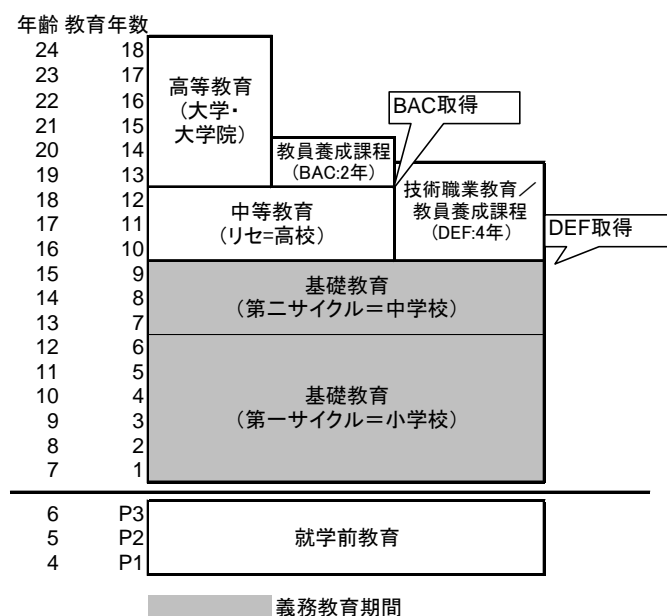 年齢 教育年数
24 18
23 17
22 16
21 15
20 14
19 13
18 12
17 11
16 10
15 9
14 8
13 7
12 6
11 5
10 4
9 3
8 2
7 1
6 P3
5 P2
4 P1
高等教育
(大学・
大学院)
教員養成課程
(BAC:2年)
BAC取得
中等教育
(リセ=高校)
技術職業教育／
教員養成課程
(DEF:4年)
DEF取得
基礎教育
(第二サイクル＝中学校)
基礎教育
(第一サイクル＝小学校)
就学前教育
義務教育期間